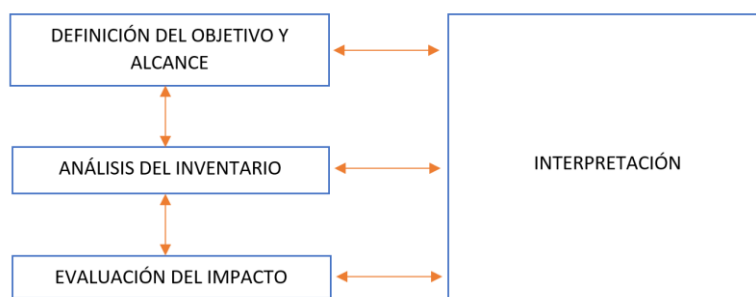 DEFINICIÓN DEL OBJETIVO Y
ALCANCE
ANÁLISIS DEL INVENTARIO
INTERPRETACIÓN
EVALUACIÓN DEL IMPACTO